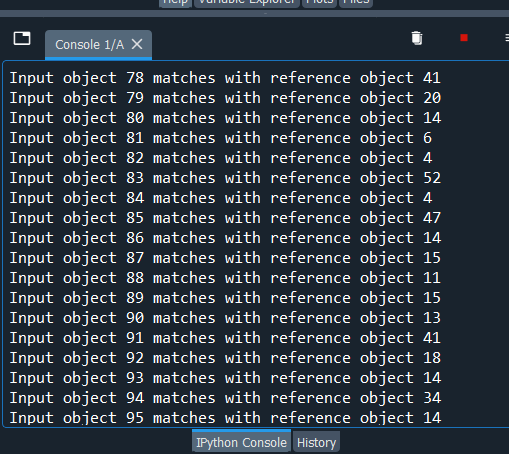 Help Variable Explorer Plots Files
Console 1/A
Input object 78 matches with reference object 41
Input object 79 matches with reference object 20
Input object 80 matches with reference object 14
Input object 81 matches with reference object 6
Input object 82 matches with reference object 4
Input object 83 matches with reference object 52
Input object 84 matches with reference object 4
Input object 85 matches with reference object 47
Input object 86 matches with reference object 14
Input object 87 matches with reference object 15
Input object 88 matches with reference object 11
Input object 89 matches with reference object 15
Input object 90 matches with reference object 13
Input object 91 matches with reference object 41
Input object 92 matches with reference object 18
Input object 93 matches with reference object 14
Input object 94 matches with reference object 34
Input object 95 matches with reference object 14
IPython Console History